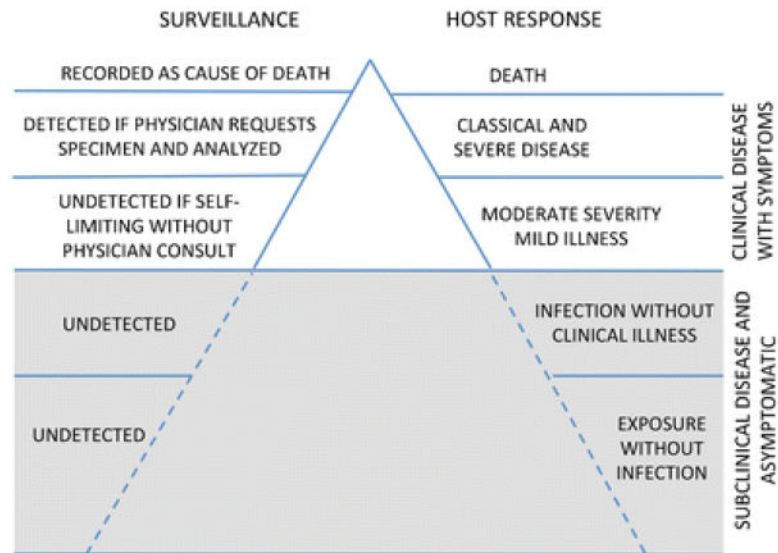 SURVEILLANCE
HOST RESPONSE
RECORDED AS CAUSE OF DEATH
DEATH
DETECTED IF PHYSICIAN REQUESTS
SPECIMEN AND ANALYZED
CLASSICAL AND
SEVERE DISEASE
UNDETECTED IF SELF-
LIMITING WITHOUT
PHYSICIAN CONSULT
MODERATE SEVERITY
MILD ILLNESS
CLINICAL DISEASE
WITH SYMPTOMS
UNDETECTED
INFECTION WITHOUT
CLINICAL ILLNESS
UNDETECTED
EXPOSURE
WITHOUT
INFECTION
SUBCLINICAL DISEASE AND
ASYMPTOMATIC